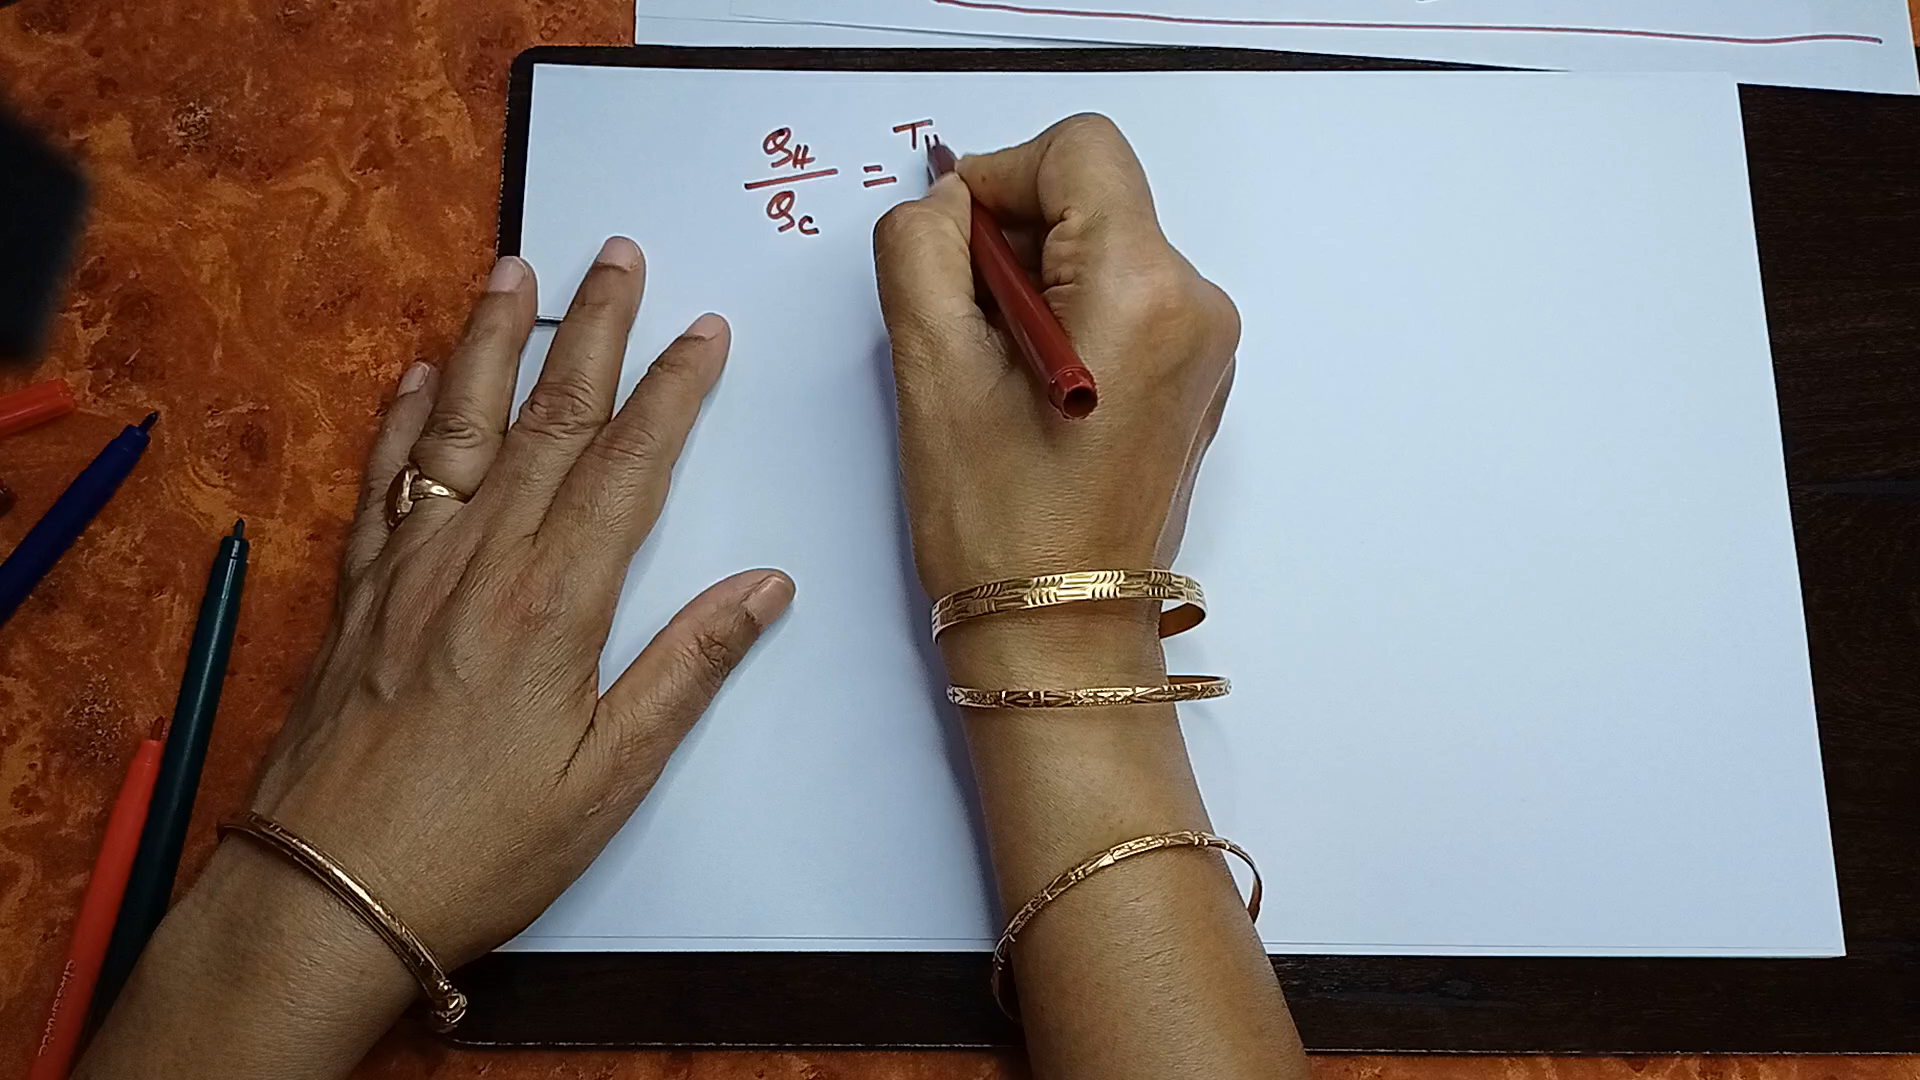 Q_H / Q_C = T_H